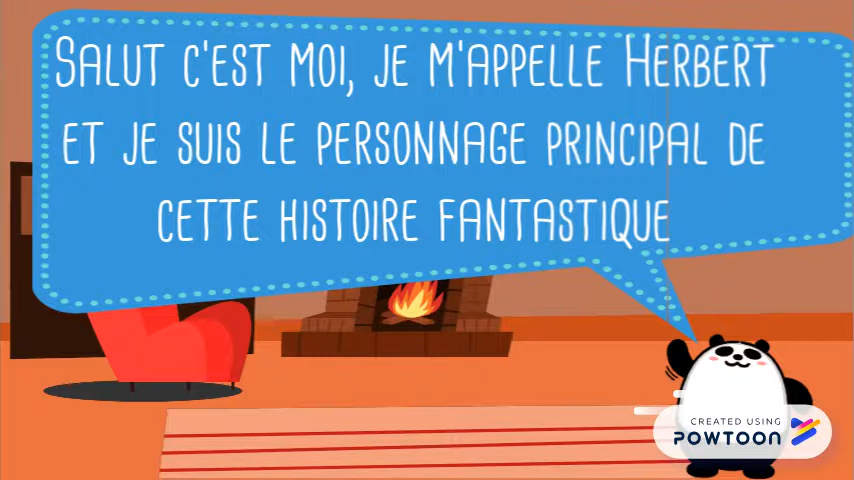 Salut c'est moi, je m'appelle Herbert
et je suis le personnage principal de
cette histoire fantastique
CREATED USING
POWTOON